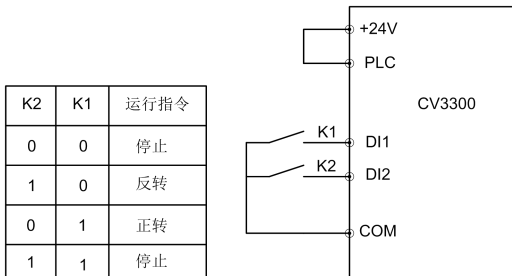 K2 K1 运行指令
0 0 停止
1 0 反转
0 1 正转
1 1 停止
+24V
PLC
CV3300
K1 DI1
K2 DI2
COM